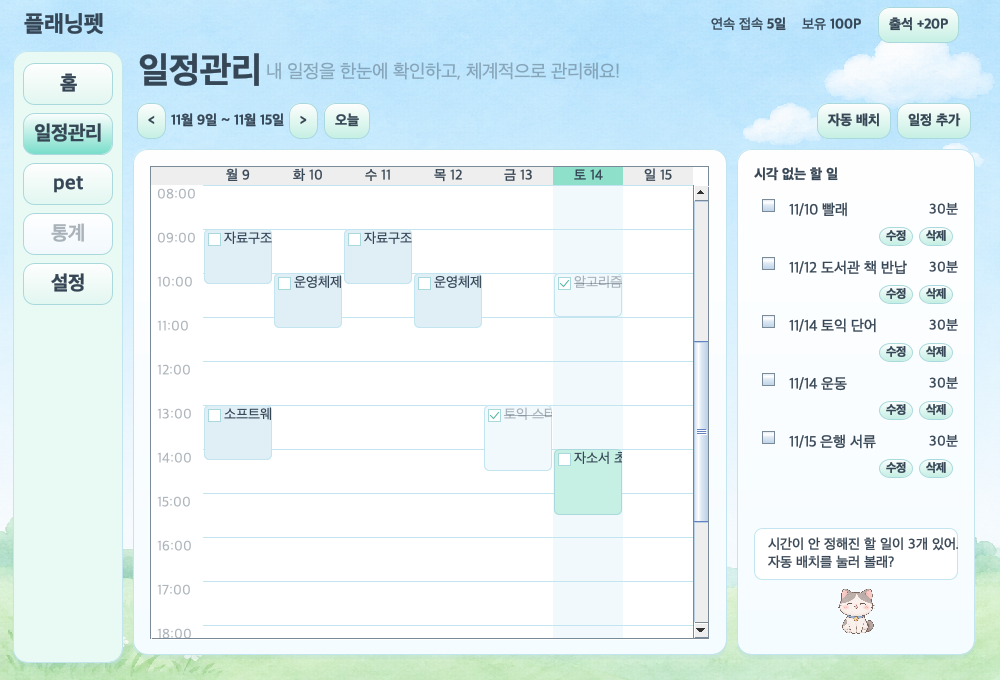 플래닝펫
연속 접속 5일 보유 100P 출석 +20P
홈
일정관리
pet
통계
설정
일정관리 내 일정을 한눈에 확인하고, 체계적으로 관리해요!
< 11월 9일 ~ 11월 15일 > 오늘
자동 배치 일정 추가
월 9 화 10 수 11 목 12 금 13 토 14 일 15
08:00
09:00 자료구조 자료구조
10:00 운영체제 운영체제 알고리즘
11:00
12:00
13:00 소프트웨 토익 스터
14:00 자소서 초
15:00
16:00
17:00
18:00
시각 없는 할 일
11/10 빨래 30분
수정 삭제
11/12 도서관 책 반납 30분
수정 삭제
11/14 토익 단어 30분
수정 삭제
11/14 운동 30분
수정 삭제
11/15 은행 서류 30분
수정 삭제
시간이 안 정해진 할 일이 3개 있어.
자동 배치를 눌러 볼래?